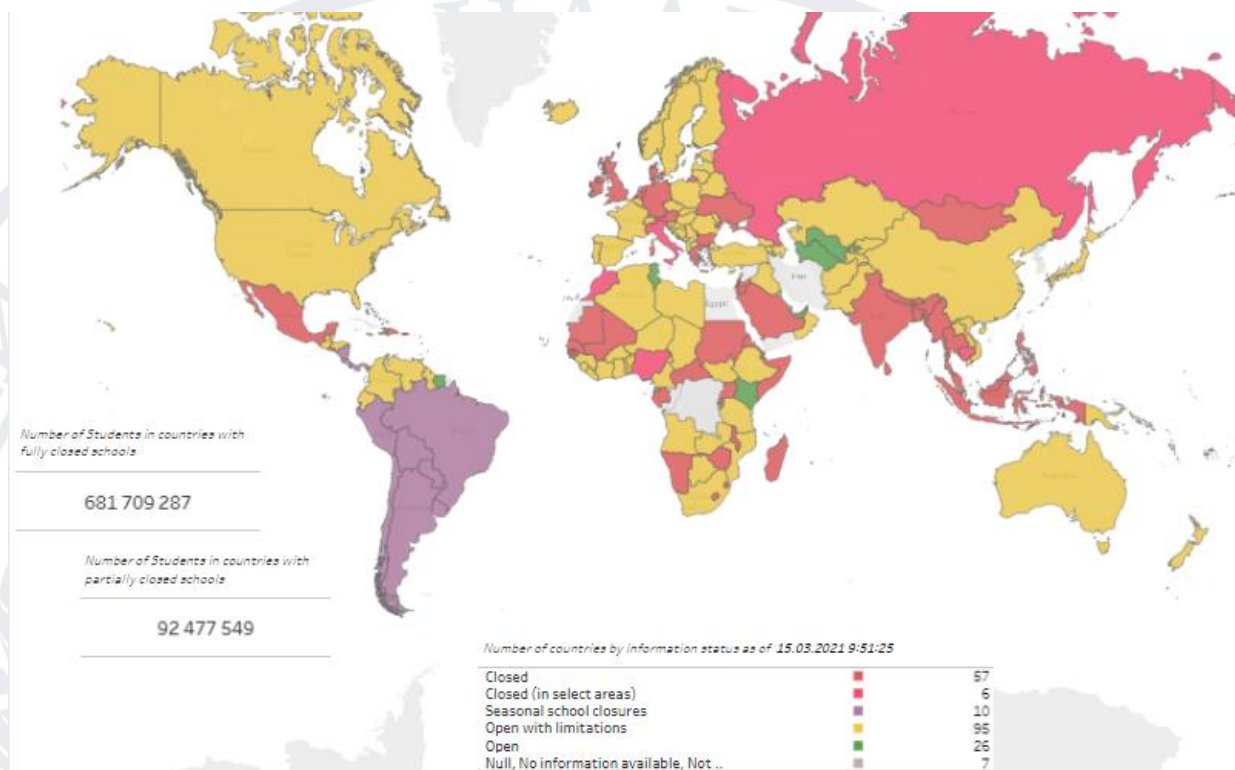 Number of Students in countries with
fully closed schools
681 709 287
Number of Students in countries with
partially closed schools
92 477 549
Number of countries by information status as of 15.03.2021 9:51:25
Closed 57
Closed (in select areas) 6
Seasonal school closures 10
Open with limitations 95
Open 26
Null, No information available, Not .. 7
Iran
Egypt